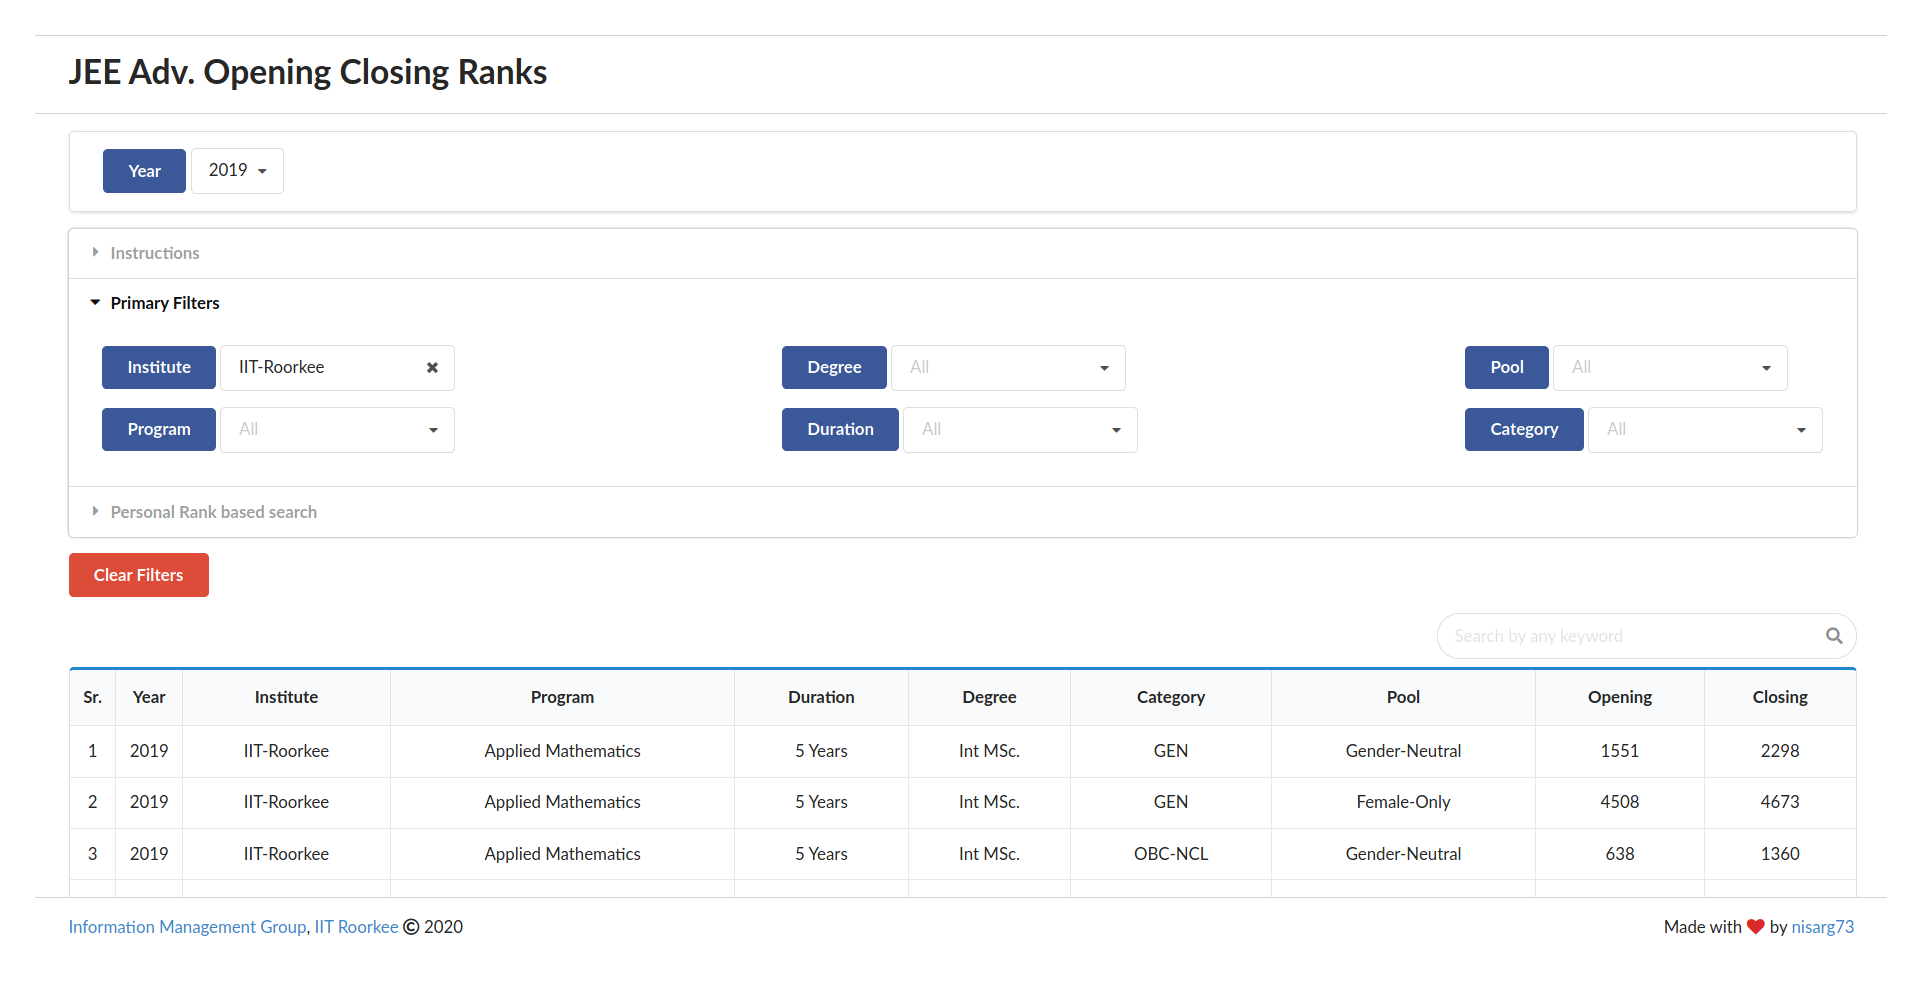 JEE Adv. Opening Closing Ranks
Year 2019
Instructions
Primary Filters
Institute IIT-Roorkee Degree All Pool All
Program All Duration All Category All
Personal Rank based search
Clear Filters
Search by any keyword
Sr. Year Institute Program Duration Degree Category Pool Opening Closing
1 2019 IIT-Roorkee Applied Mathematics 5 Years Int MSc. GEN Gender-Neutral 1551 2298
2 2019 IIT-Roorkee Applied Mathematics 5 Years Int MSc. GEN Female-Only 4508 4673
3 2019 IIT-Roorkee Applied Mathematics 5 Years Int MSc. OBC-NCL Gender-Neutral 638 1360
Information Management Group, IIT Roorkee © 2020 Made with ❤ by nisarg73